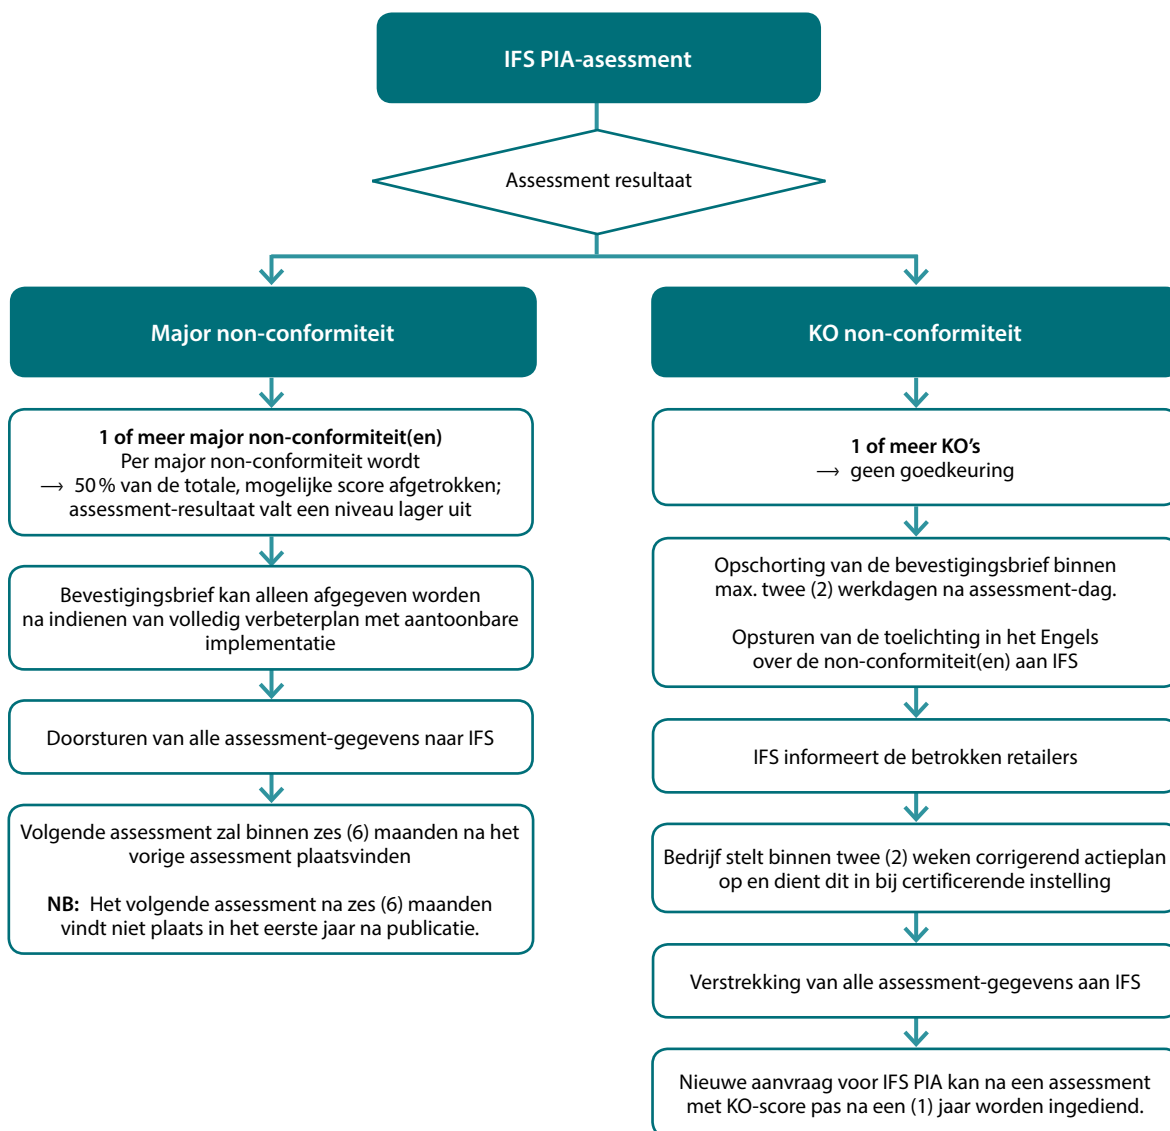 IFS PIA-asessment
Assessment resultaat
Major non-conformiteit
1 of meer major non-conformiteit(en)
Per major non-conformiteit wordt
→ 50 % van de totale, mogelijke score afgetrokken;
assessment-resultaat valt een niveau lager uit
Bevestigingsbrief kan alleen afgegeven worden
na indienen van volledig verbeterplan met aantoonbare
implementatie
Doorsturen van alle assessment-gegevens naar IFS
Volgende assessment zal binnen zes (6) maanden na het
vorige assessment plaatsvinden
NB: Het volgende assessment na zes (6) maanden
vindt niet plaats in het eerste jaar na publicatie.
KO non-conformiteit
1 of meer KO's
→ geen goedkeuring
Opschorting van de bevestigingsbrief binnen
max. twee (2) werkdagen na assessment-dag.
Opsturen van de toelichting in het Engels
over de non-conformiteit(en) aan IFS
IFS informeert de betrokken retailers
Bedrijf stelt binnen twee (2) weken corrigerend actieplan
op en dient dit in bij certificerende instelling
Verstrekking van alle assessment-gegevens aan IFS
Nieuwe aanvraag voor IFS PIA kan na een assessment
met KO-score pas na een (1) jaar worden ingediend.